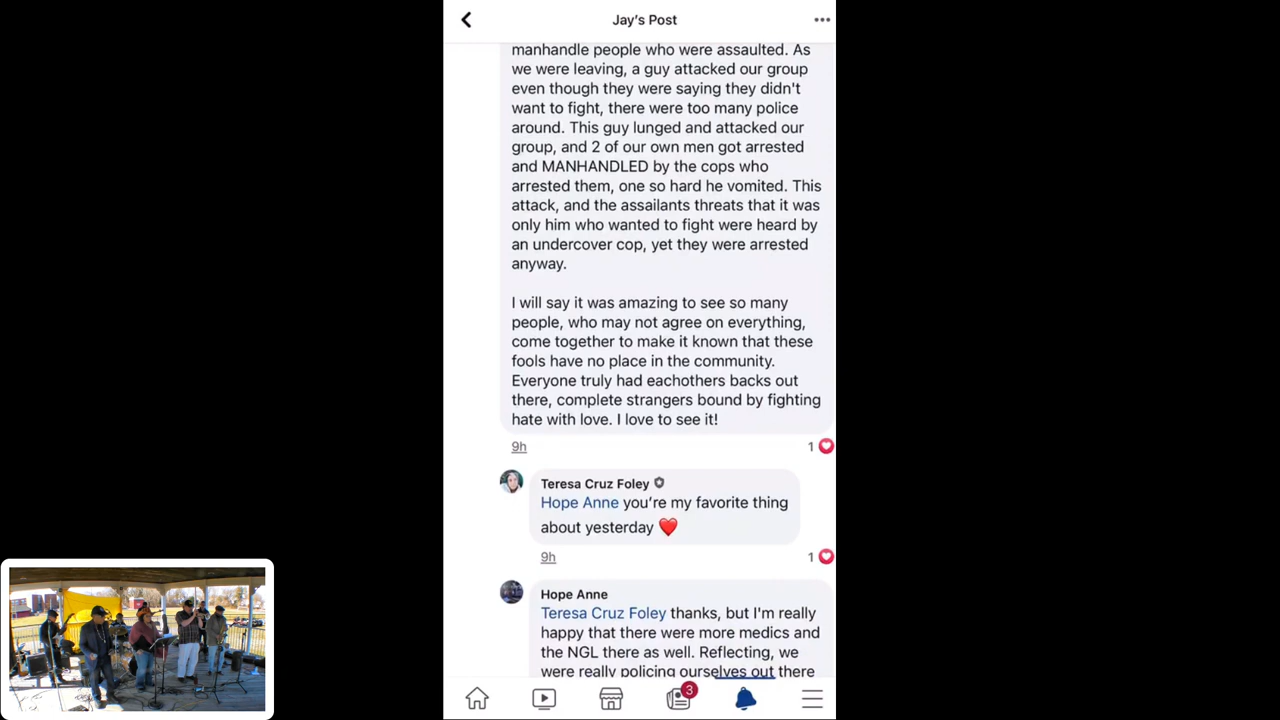 Jay's Post
manhandle people who were assaulted. As
we were leaving, a guy attacked our group
even though they were saying they didn't
want to fight, there were too many police
around. This guy lunged and attacked our
group, and 2 of our own men got arrested
and MANHANDLED by the cops who
arrested them, one so hard he vomited. This
attack, and the assailants threats that it was
only him who wanted to fight were heard by
an undercover cop, yet they were arrested
anyway.
I will say it was amazing to see so many
people, who may not agree on everything,
come together to make it known that these
fools have no place in the community.
Everyone truly had eachothers backs out
there, complete strangers bound by fighting
hate with love. I love to see it!
9h
1
Teresa Cruz Foley
Hope Anne you're my favorite thing
about yesterday
9h
1
Hope Anne
Teresa Cruz Foley thanks, but I'm really
happy that there were more medics and
the NGL there as well. Reflecting, we
were really policing ourselves out there
3